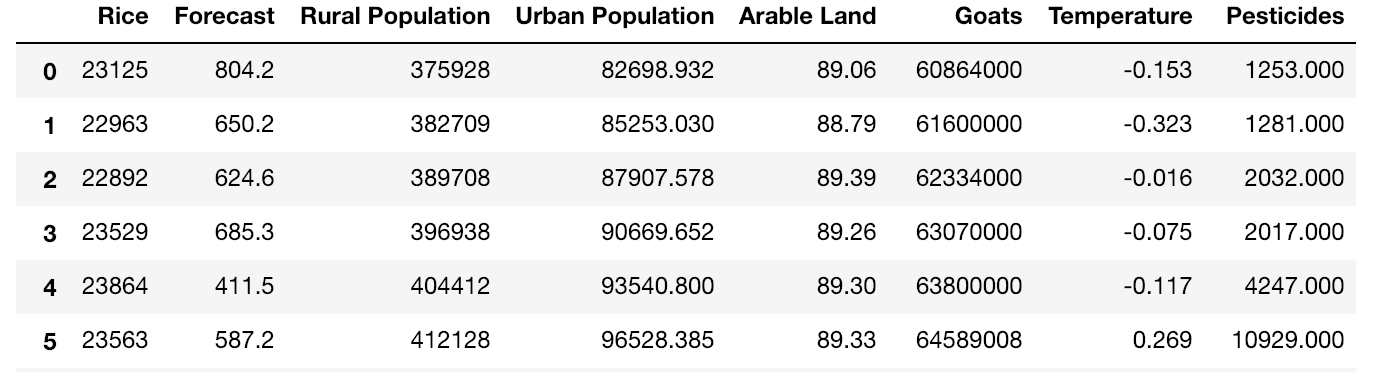 Rice Forecast Rural Population Urban Population Arable Land Goats Temperature Pesticides
0 23125 804.2 375928 82698.932 89.06 60864000 -0.153 1253.000
1 22963 650.2 382709 85253.030 88.79 61600000 -0.323 1281.000
2 22892 624.6 389708 87907.578 89.39 62334000 -0.016 2032.000
3 23529 685.3 396938 90669.652 89.26 63070000 -0.075 2017.000
4 23864 411.5 404412 93540.800 89.30 63800000 -0.117 4247.000
5 23563 587.2 412128 96528.385 89.33 64589008 0.269 10929.000